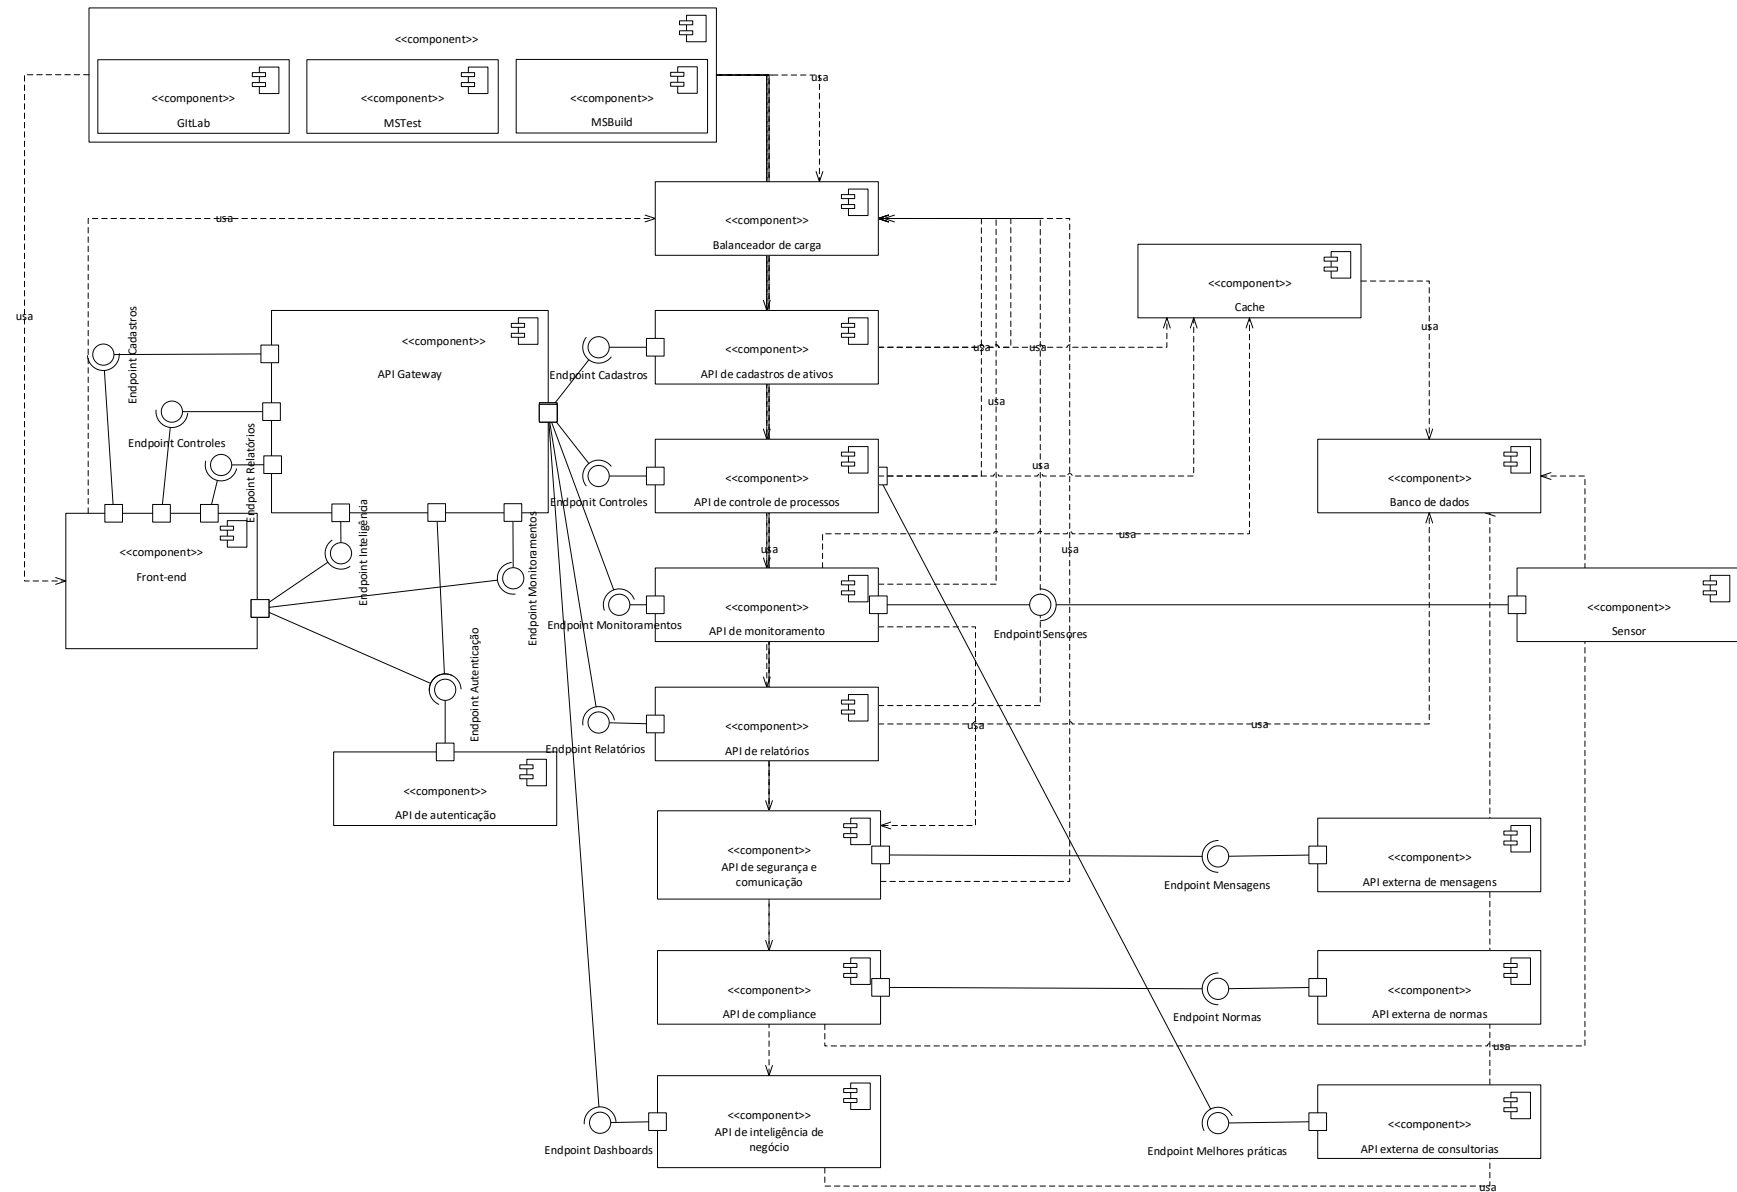 <<component>>
<<component>>
GItLab
<<component>>
MSTest
<<component>>
MSBuild
usa
usa
<<component>>
Balanceador de carga
usa
<<component>>
Cache
usa
Endpoint Cadastros
<<component>>
API Gateway
Endpoint Cadastros
<<component>>
API de cadastros de ativos
usa
usa
usa
Endpoint Controles
Endpoint Relatórios
usa
Endponit Controles
<<component>>
API de controle de processos
<<component>>
Banco de dados
<<component>>
Front-end
Endpoint Inteligência
Endpoint Monitoramentos
usa
usa
usa
Endpoint Monitoramentos
<<component>>
API de monitoramento
Endpoint Sensores
<<component>>
Sensor
Endpoint Autenticação
Endpoint Relatórios
<<component>>
API de relatórios
usa
usa
<<component>>
API de autenticação
<<component>>
API de segurança e
comunicação
Endpoint Mensagens
<<component>>
API externa de mensagens
<<component>>
API de compliance
Endpoint Normas
<<component>>
API externa de normas
usa
Endpoint Dashboards
<<component>>
API de inteligência de
negócio
Endpoint Melhores práticas
<<component>>
API externa de consultorias
usa